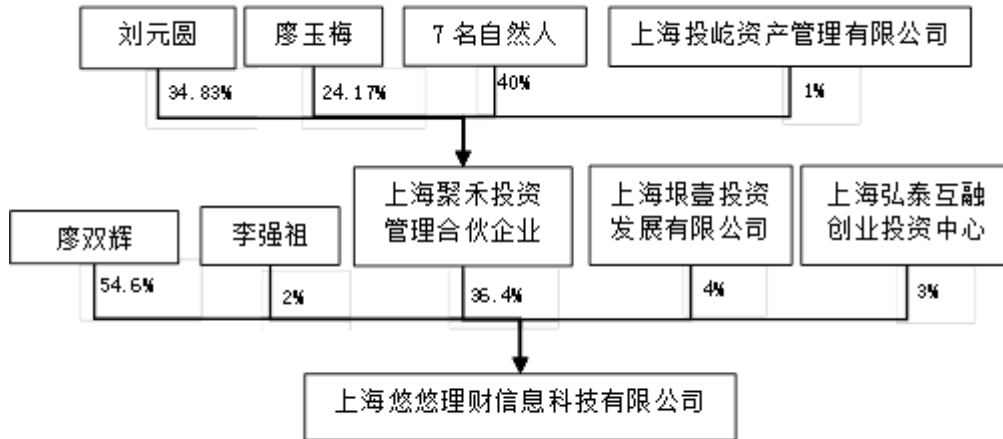 刘元圆
廖玉梅
7 名自然人
上海投屹资产管理有限公司
34.83%
24.17%
40%
1%
上海聚禾投资
管理合伙企业
上海垠壹投资
发展有限公司
上海弘泰互融
创业投资中心
廖双辉
李强祖
54.6%
2%
36.4%
4%
3%
上海悠悠理财信息科技有限公司